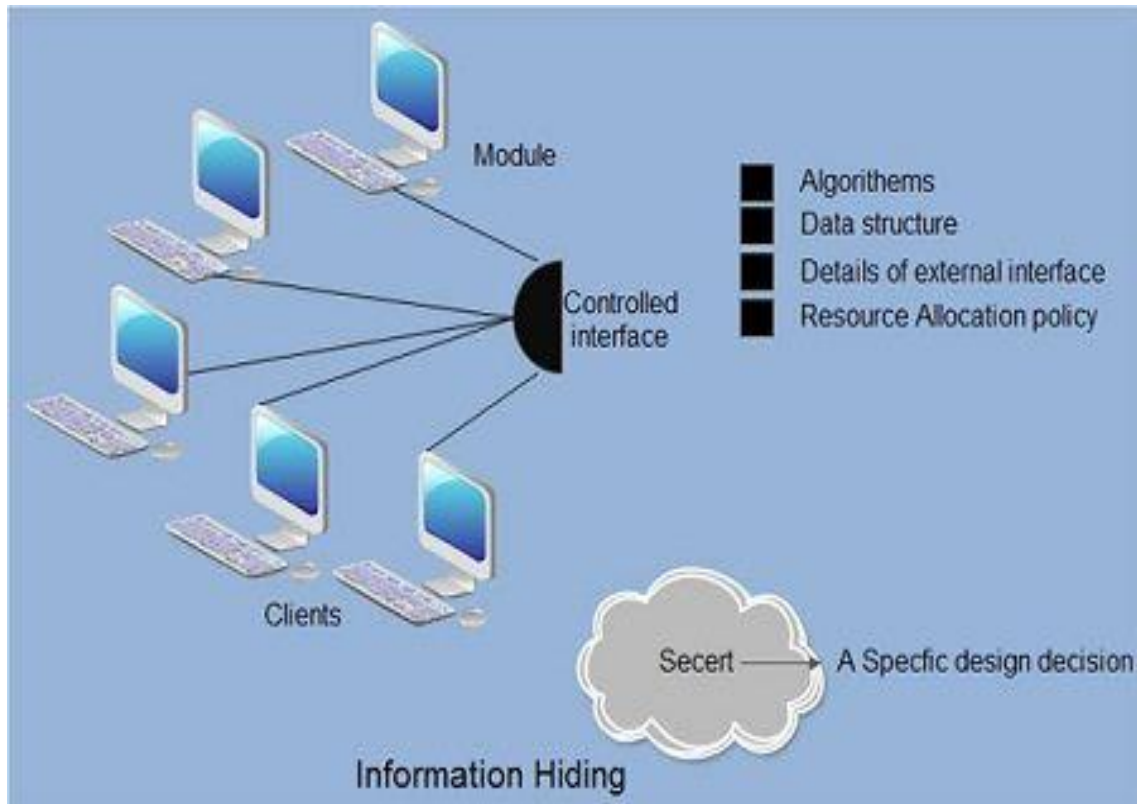 Module
Algorithems
Data structure
Details of external interface
Resource Allocation policy
Controlled
interface
Clients
Secert
A Specfic design decision
Information Hiding